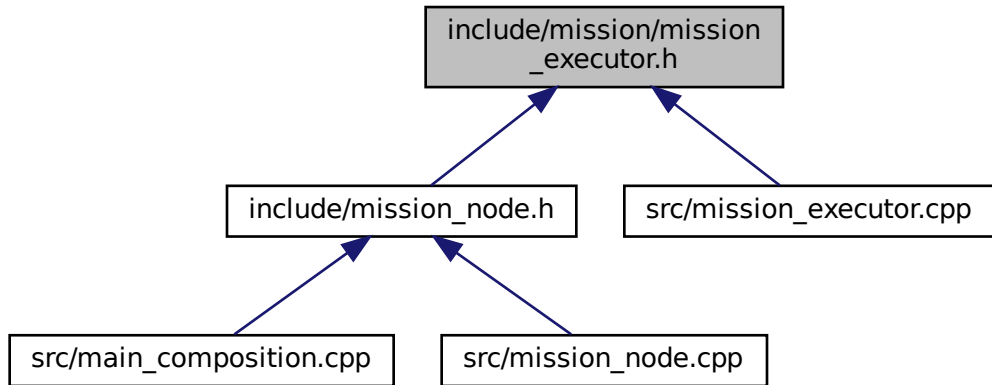 include/mission/mission
_executor.h
include/mission_node.h
src/mission_executor.cpp
src/main_composition.cpp
src/mission_node.cpp